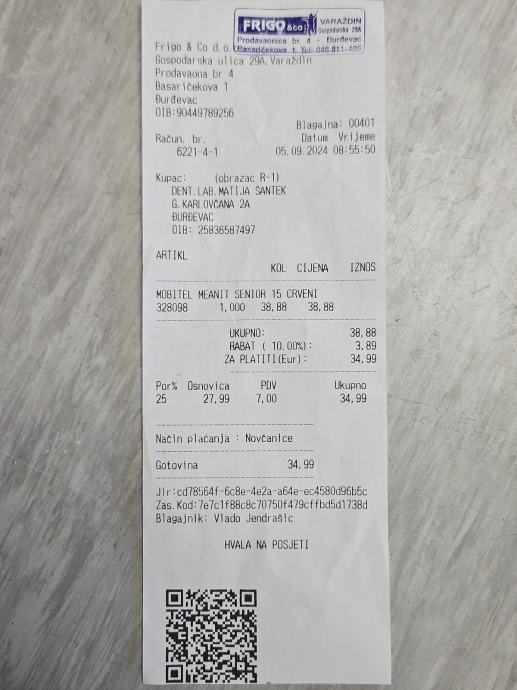 FRIGO &CO VARAŽDIN
Gospodarska 29A
Prodavaonica br. 4 - Đurđevac
Basaričekova 1, Tel: 048 811-405
Frigo & Co d.o.
Gospodarska ulica 29A, Varaždin
Prodavaona br 4
Basaričekova 1
Đurđevac
OIB:90449789256
Blagajna: 00401
Račun. br. Datum Vrijeme
6221-4-1 05.09.2024 08:55:50
Kupac: (obrazac R-1)
DENT.LAB.MATIJA SANTEK
G.KARLOVČANA 2A
ĐURĐEVAC
OIB: 25836587497
ARTIKL
KOL CIJENA IZNOS
MOBITEL MEANIT SENIOR 15 CRVENI
328098 1,000 38,88 38,88
UKUPNO: 38,88
RABAT ( 10.00%): 3,89
ZA PLATITI(Eur): 34,99
Por% Osnovica PDV Ukupno
25 27,99 7,00 34,99
Način plaćanja : Novčanice
Gotovina 34,99
Jir:cd78564f-6c8e-4e2a-a64e-ec4580d96b5c
Zas.Kod:7e7c1f88c8c70750f479cffbd5d1738d
Blagajnik: Vlado Jendrašic
HVALA NA POSJETI